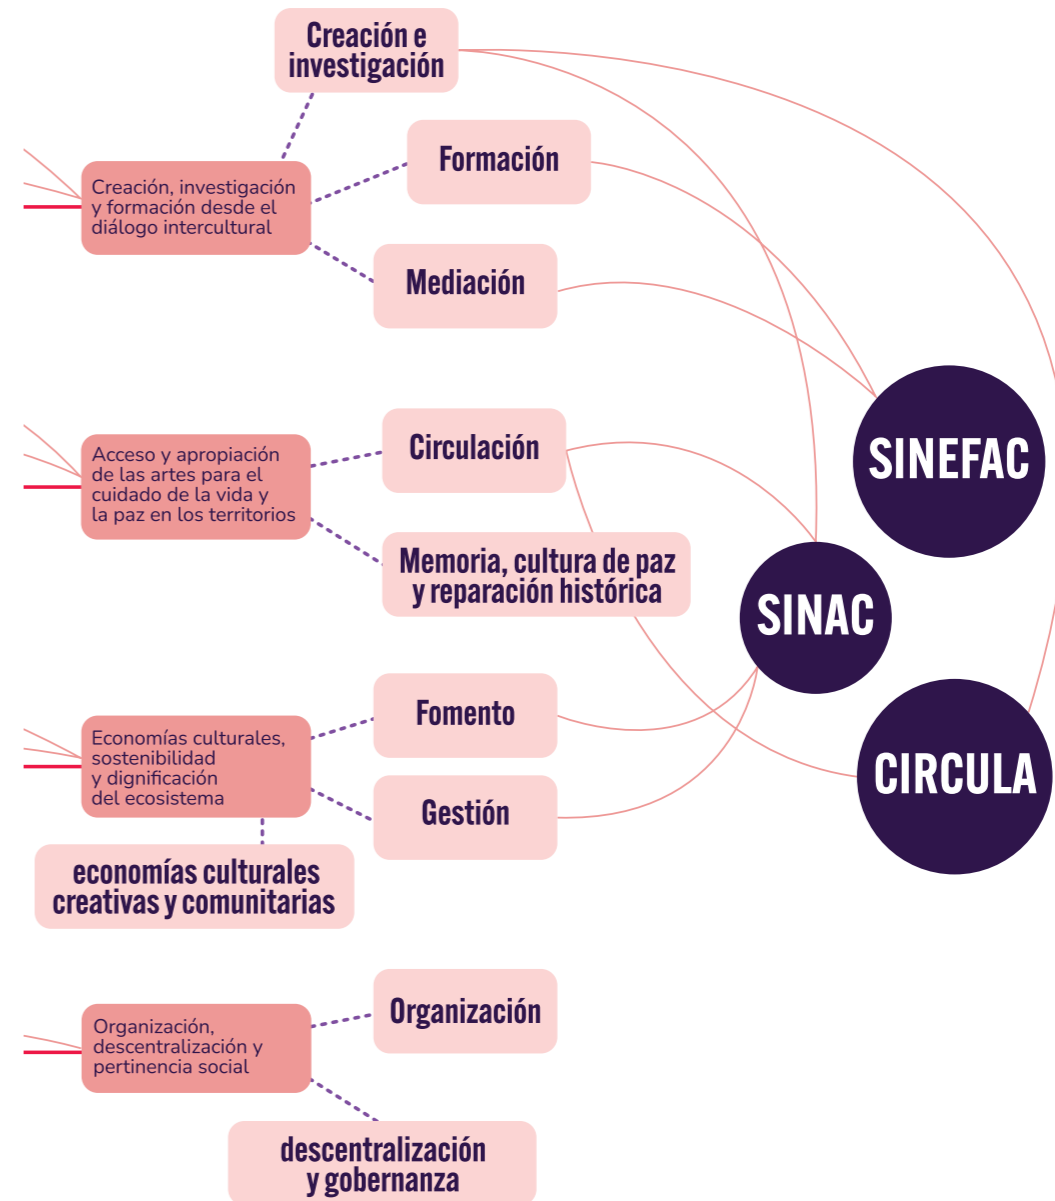 Creación e
investigación
Formación
Creación, investigación
y formación desde el
diálogo intercultural
Mediación
Circulación
Acceso y apropiación
de las artes para el
cuidado de la vida y
la paz en los territorios
SINEFAC
Memoria, cultura de paz
y reparación histórica
SINAC
Fomento
Economías culturales,
sostenibilidad
y dignificación
del ecosistema
CIRCULA
Gestión
economías culturales
creativas y comunitarias
Organización
Organización,
descentralización y
pertinencia social
descentralización
y gobernanza